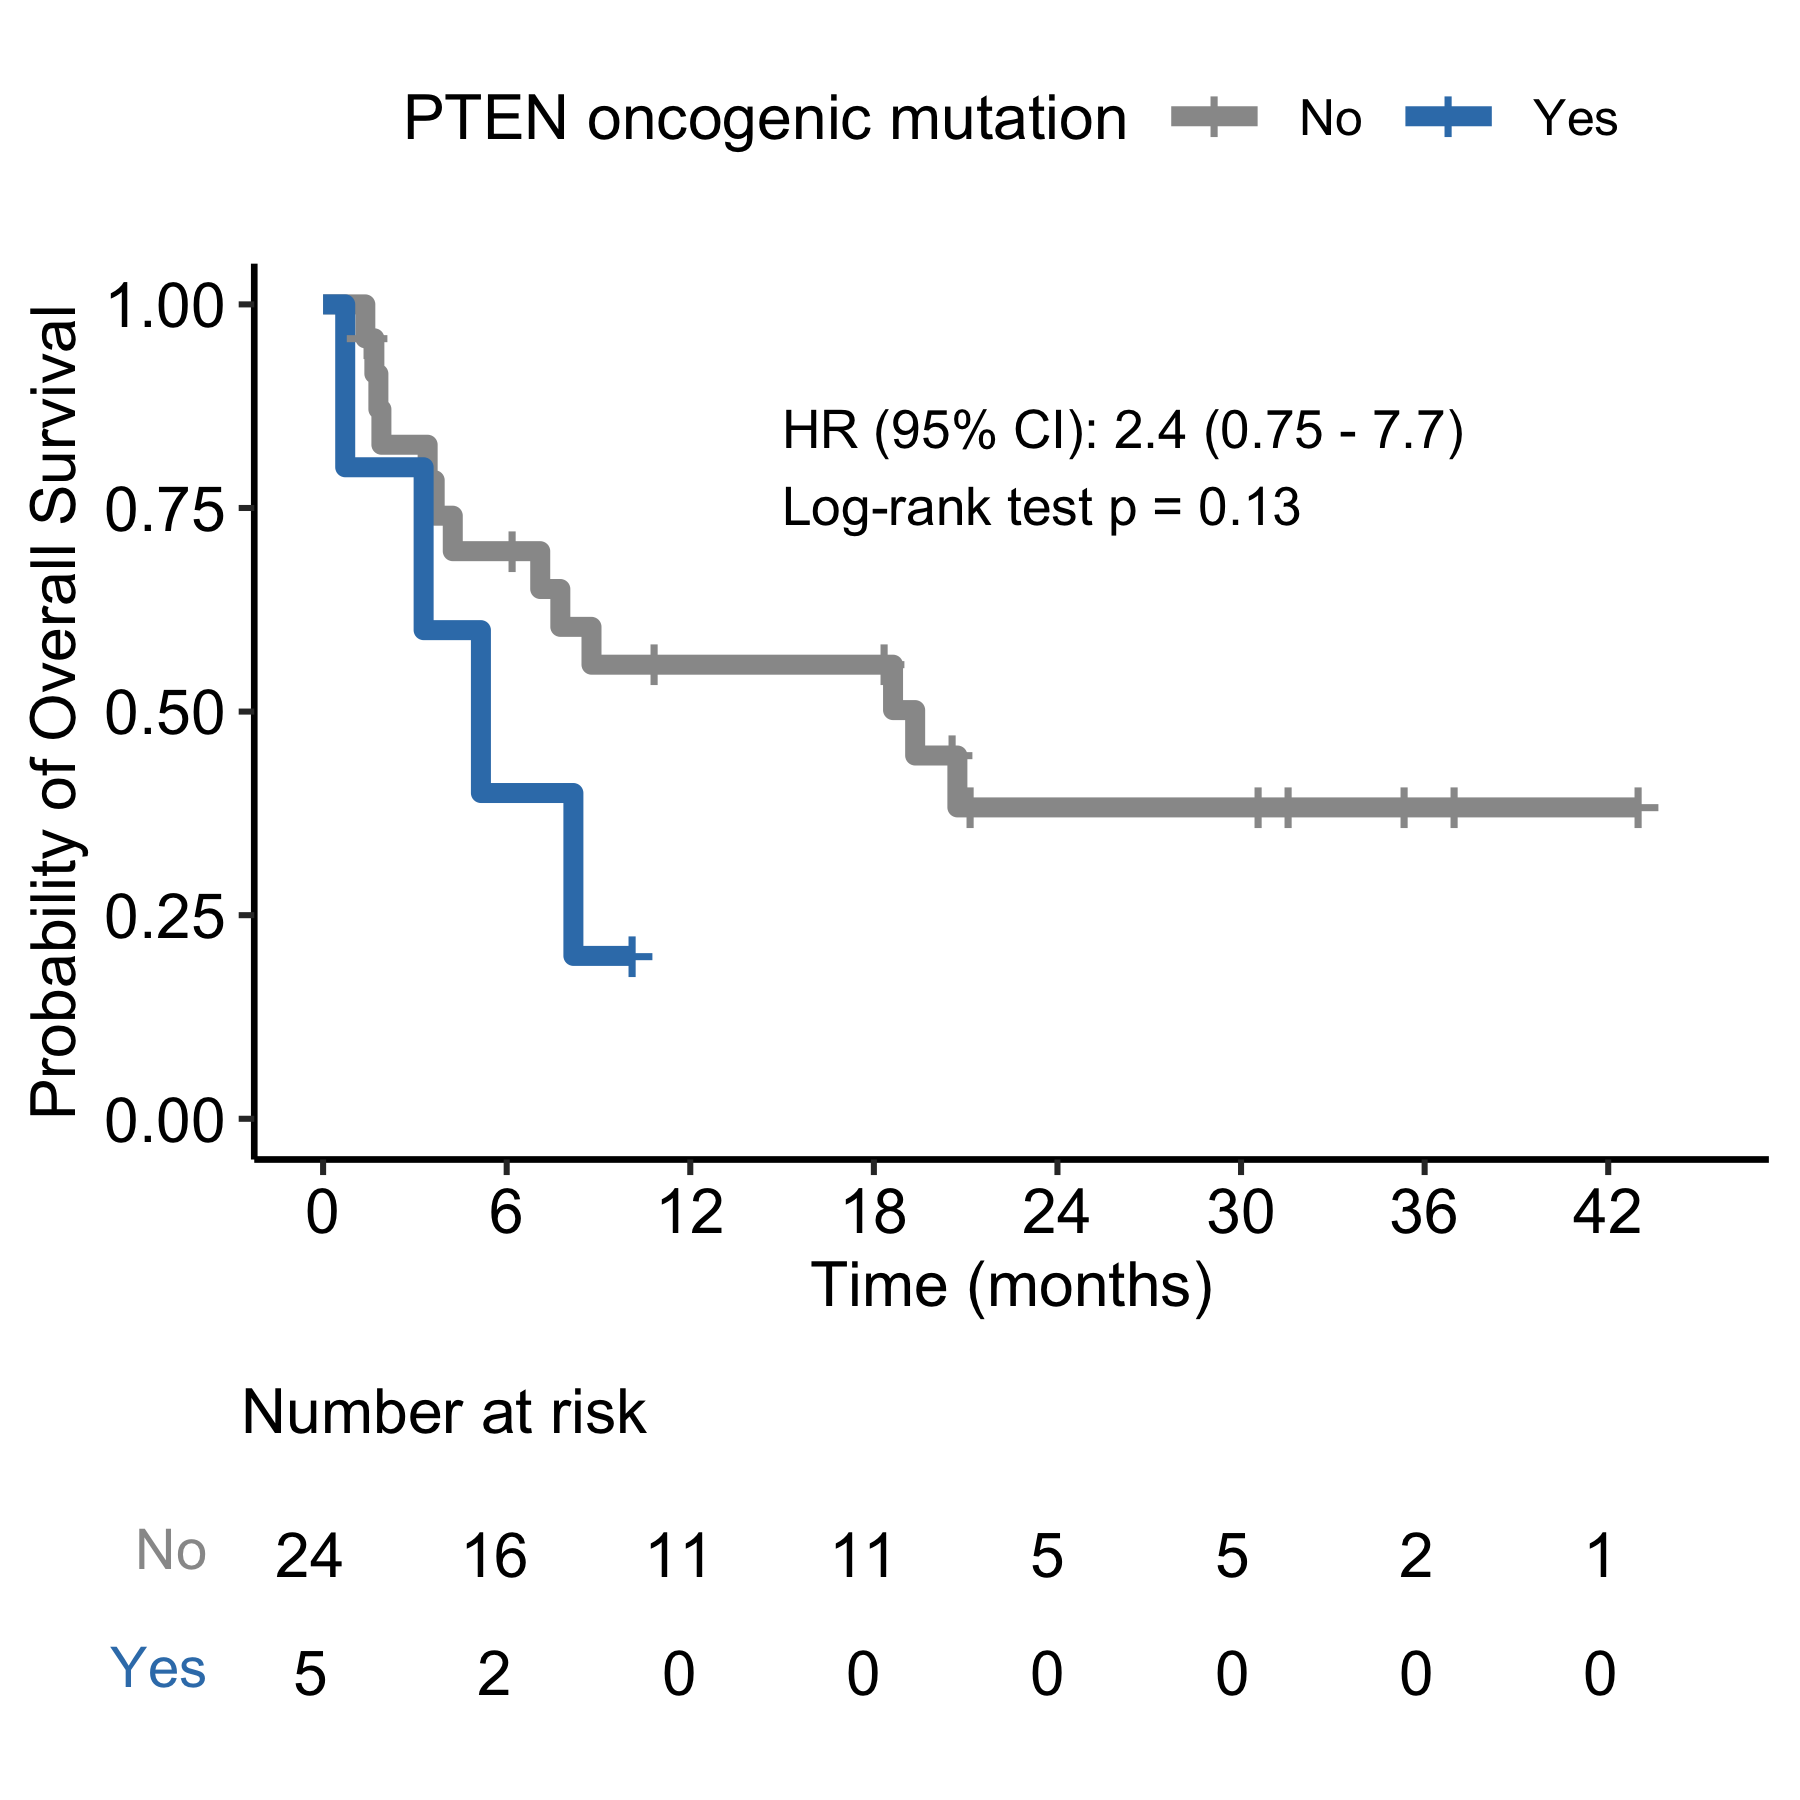 PTEN oncogenic mutation No Yes
Probability of Overall Survival
1.00
0.75
0.50
0.25
0.00
HR (95% CI): 2.4 (0.75 - 7.7)
Log-rank test p = 0.13
0 6 12 18 24 30 36 42
Time (months)
Number at risk
No 24 16 11 11 5 5 2 1
Yes 5 2 0 0 0 0 0 0